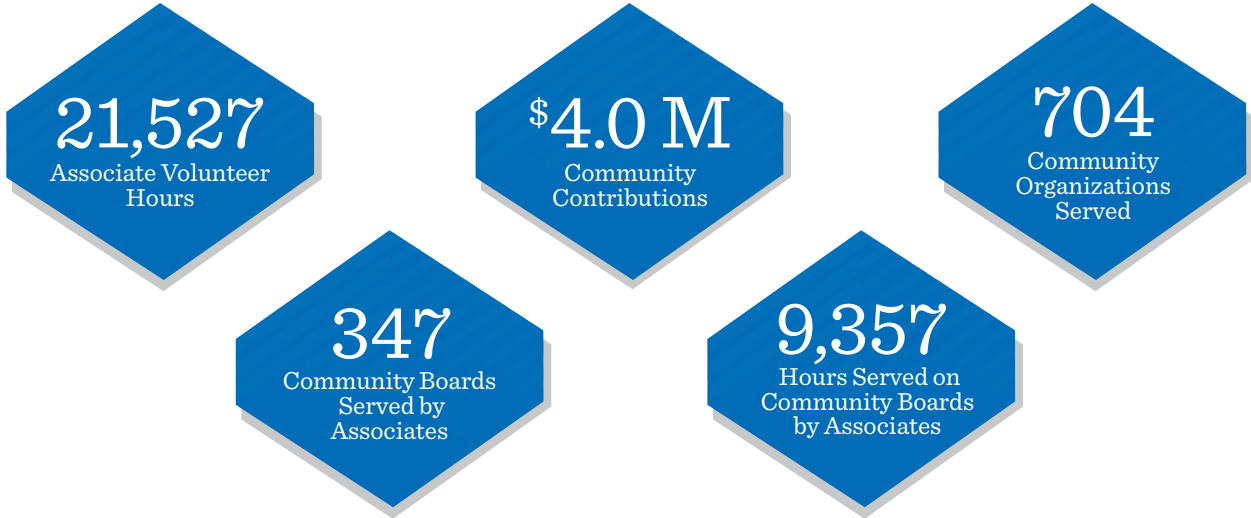 21,527
Associate Volunteer
Hours
$4.0 M
Community
Contributions
704
Community
Organizations
Served
347
Community Boards
Served by
Associates
9,357
Hours Served on
Community Boards
by Associates